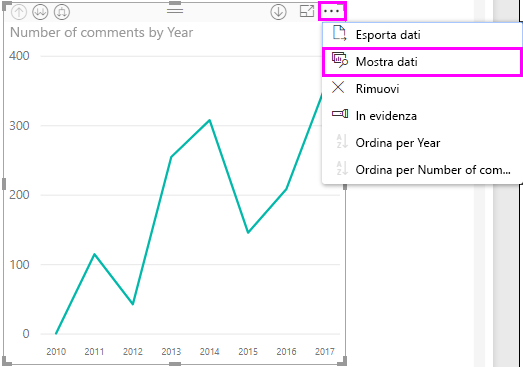 Number of comments by Year
Esporta dati
Mostra dati
Rimuovi
In evidenza
Ordina per Year
Ordina per Number of com...
400
300
200
100
0
2010 2011 2012 2013 2014 2015 2016 2017